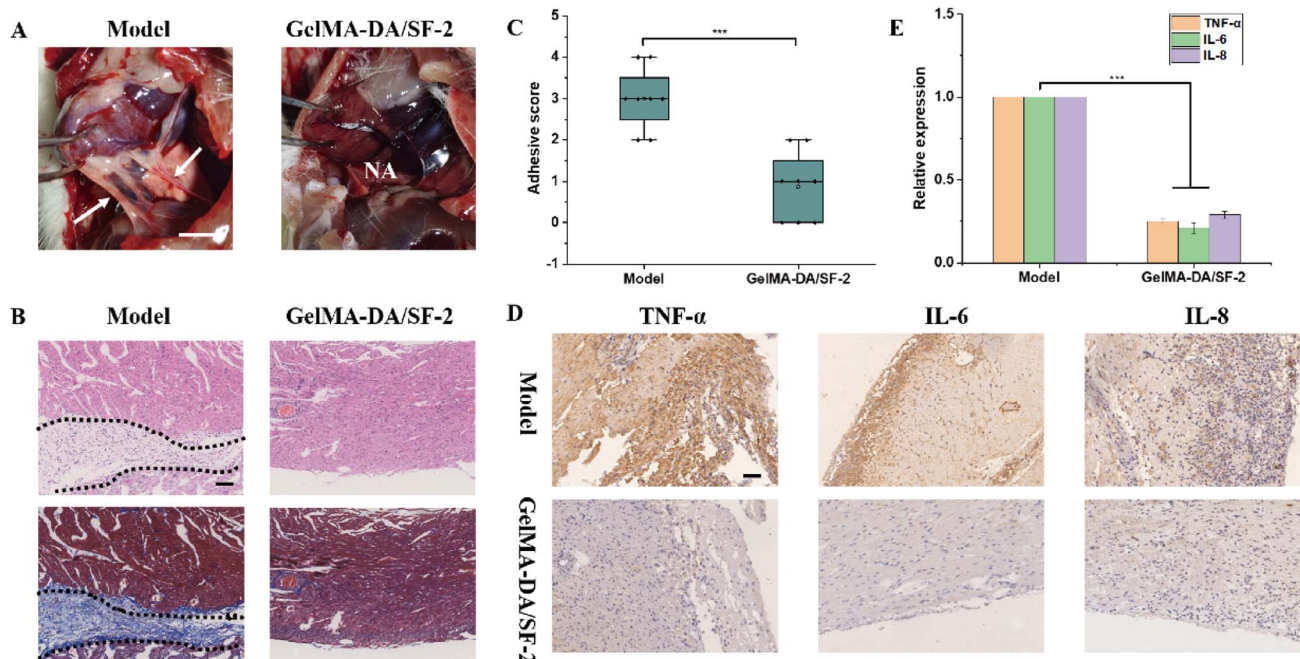 A
Model
GelMA-DA/SF-2
NA
B
Model
GelMA-DA/SF-2
C
Adhesive score
5
4
3
2
1
0
-1
***
Model
GelMA-DA/SF-2
E
Relative expression
1.5
1.0
0.5
0.0
TNF-α
IL-6
IL-8
***
Model
GelMA-DA/SF-2
D
TNF-α
IL-6
IL-8
Model
GelMA-DA/SF-2